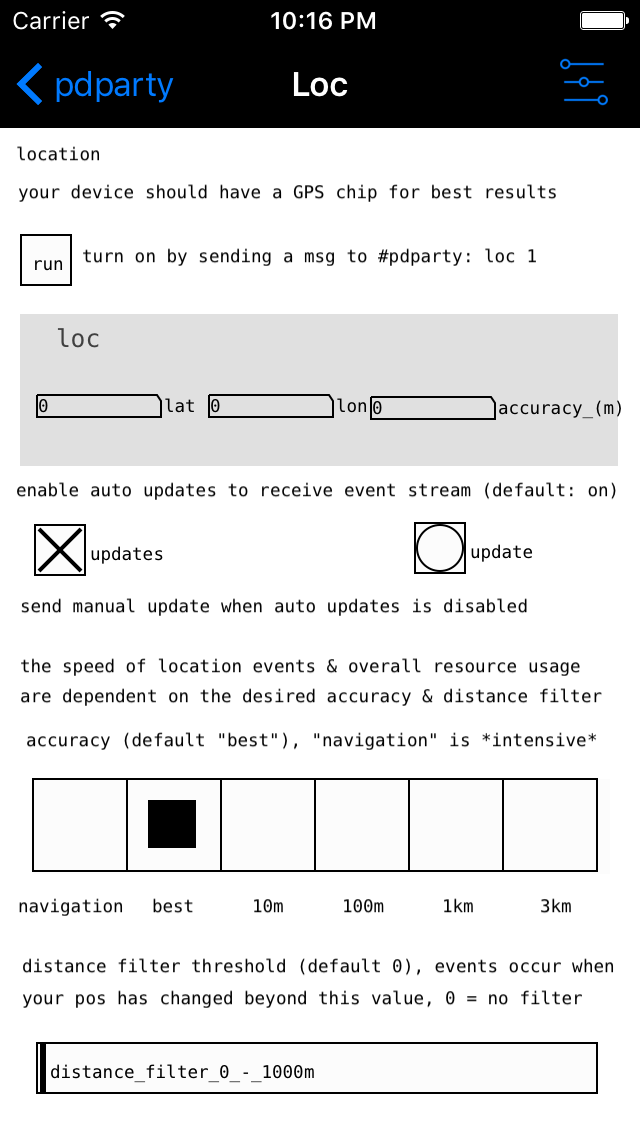 Carrier 10:16 PM
pdparty Loc
location
your device should have a GPS chip for best results
run turn on by sending a msg to #pdparty: loc 1
loc
0 lat 0 lon 0 accuracy_(m)
enable auto updates to receive event stream (default: on)
updates update
send manual update when auto updates is disabled
the speed of location events & overall resource usage
are dependent on the desired accuracy & distance filter
accuracy (default "best"), "navigation" is *intensive*
navigation best 10m 100m 1km 3km
distance filter threshold (default 0), events occur when
your pos has changed beyond this value, 0 = no filter
distance_filter_0_-_1000m